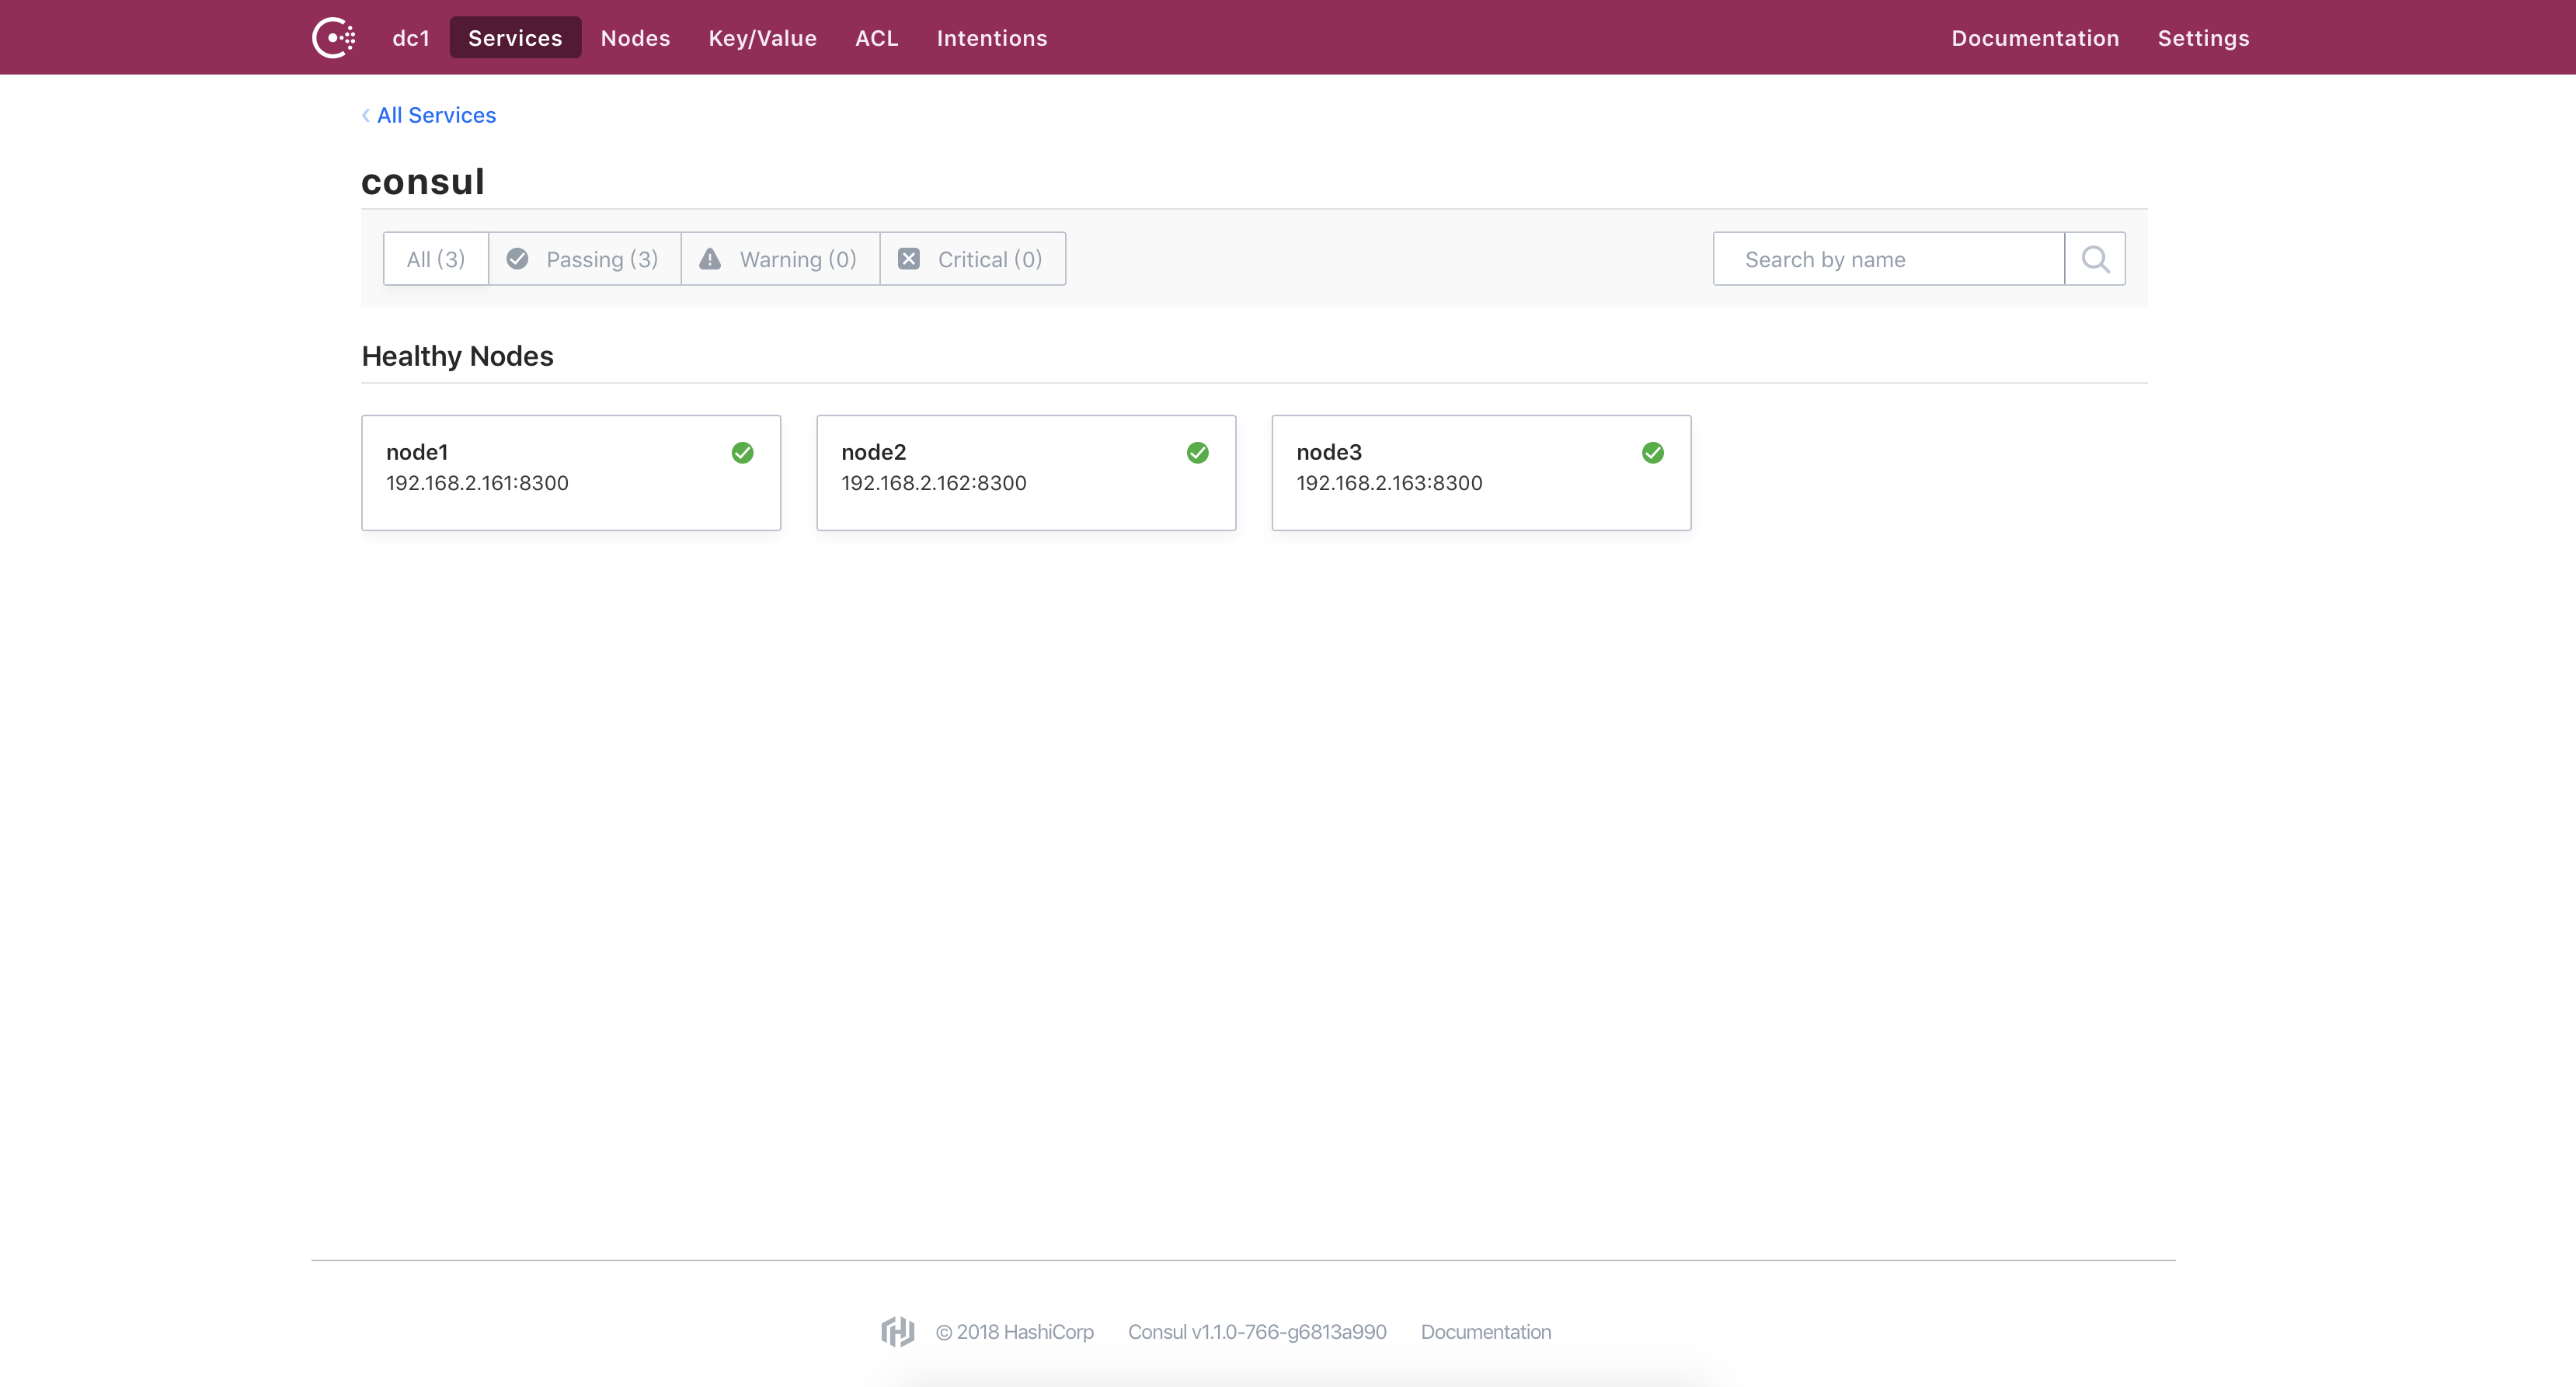 dc1 Services Nodes Key/Value ACL Intentions Documentation Settings
All Services
consul
All (3) Passing (3) Warning (0) Critical (0) Search by name
Healthy Nodes
node1 node2 node3
192.168.2.161:8300 192.168.2.162:8300 192.168.2.163:8300
© 2018 HashiCorp Consul v1.1.0-766-g6813a990 Documentation